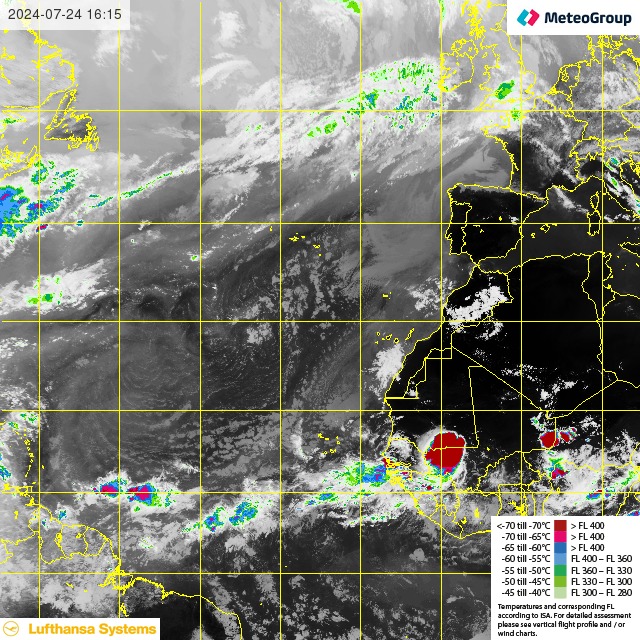 2024-07-24 16:15
MeteoGroup
<-70 till -70°C > FL 400
-70 till -65°C > FL 400
-65 till -60°C > FL 400
-60 till -55°C FL 400 - FL 360
-55 till -50°C FL 360 - FL 330
-50 till -45°C FL 330 - FL 300
-45 till -40°C FL 300 - FL 280
Temperatures and corresponding FL
according to ISA. For detailed assessment
please see vertical flight profile and / or
wind charts.
Lufthansa Systems